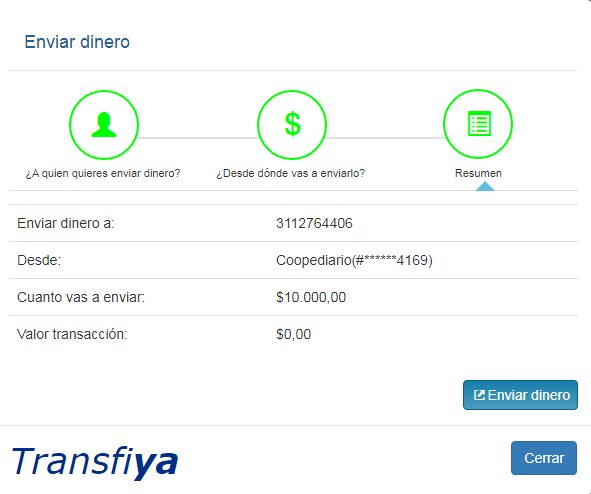 Enviar dinero
$
¿A quien quieres enviar dinero?
¿Desde dónde vas a enviarlo?
Resumen
Enviar dinero a: 3112764406
Desde: Coopediario(#******4169)
Cuanto vas a enviar: $10.000,00
Valor transacción: $0,00
Enviar dinero
Transfiya
Cerrar